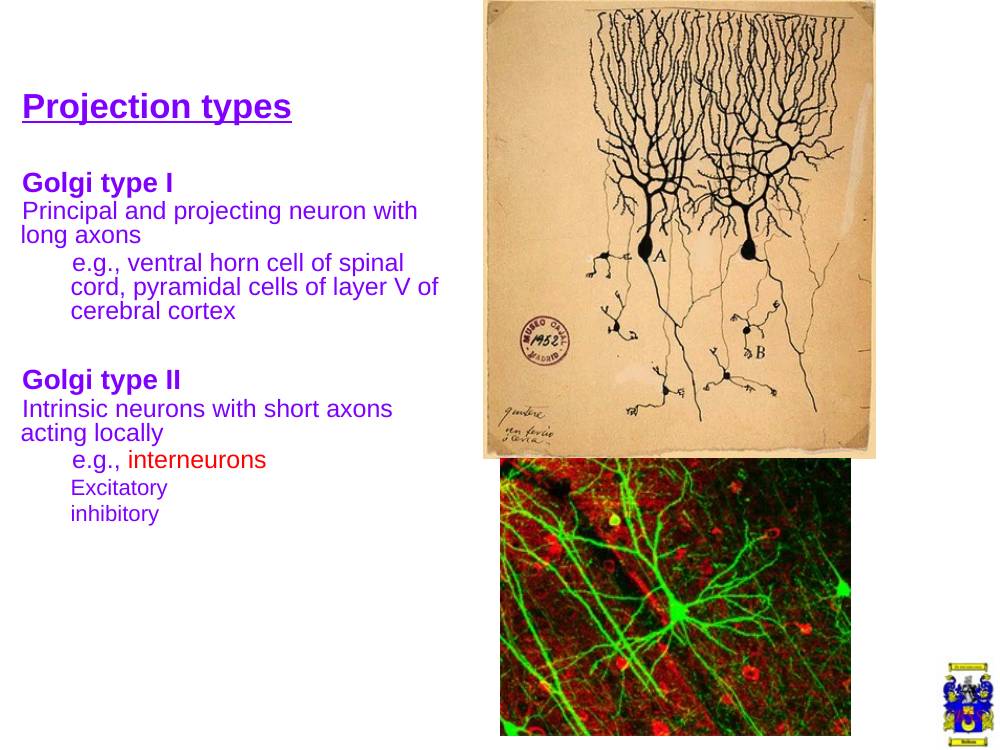 Projection types
Golgi type I
Principal and projecting neuron with
long axons
e.g., ventral horn cell of spinal
cord, pyramidal cells of layer V of
cerebral cortex
Golgi type II
Intrinsic neurons with short axons
acting locally
e.g., interneurons
Excitatory
inhibitory
A
B
MUSEO CAJAL
1952
MADRID